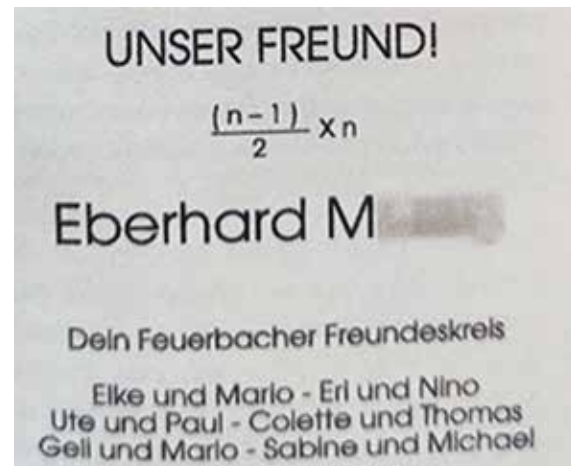 UNSER FREUND!
(n-1)/2 x n
Eberhard M
Dein Feuerbacher Freundeskreis
Elke und Mario - Eri und Nino
Ute und Paul - Colette und Thomas
Geli und Mario - Sabine und Michael